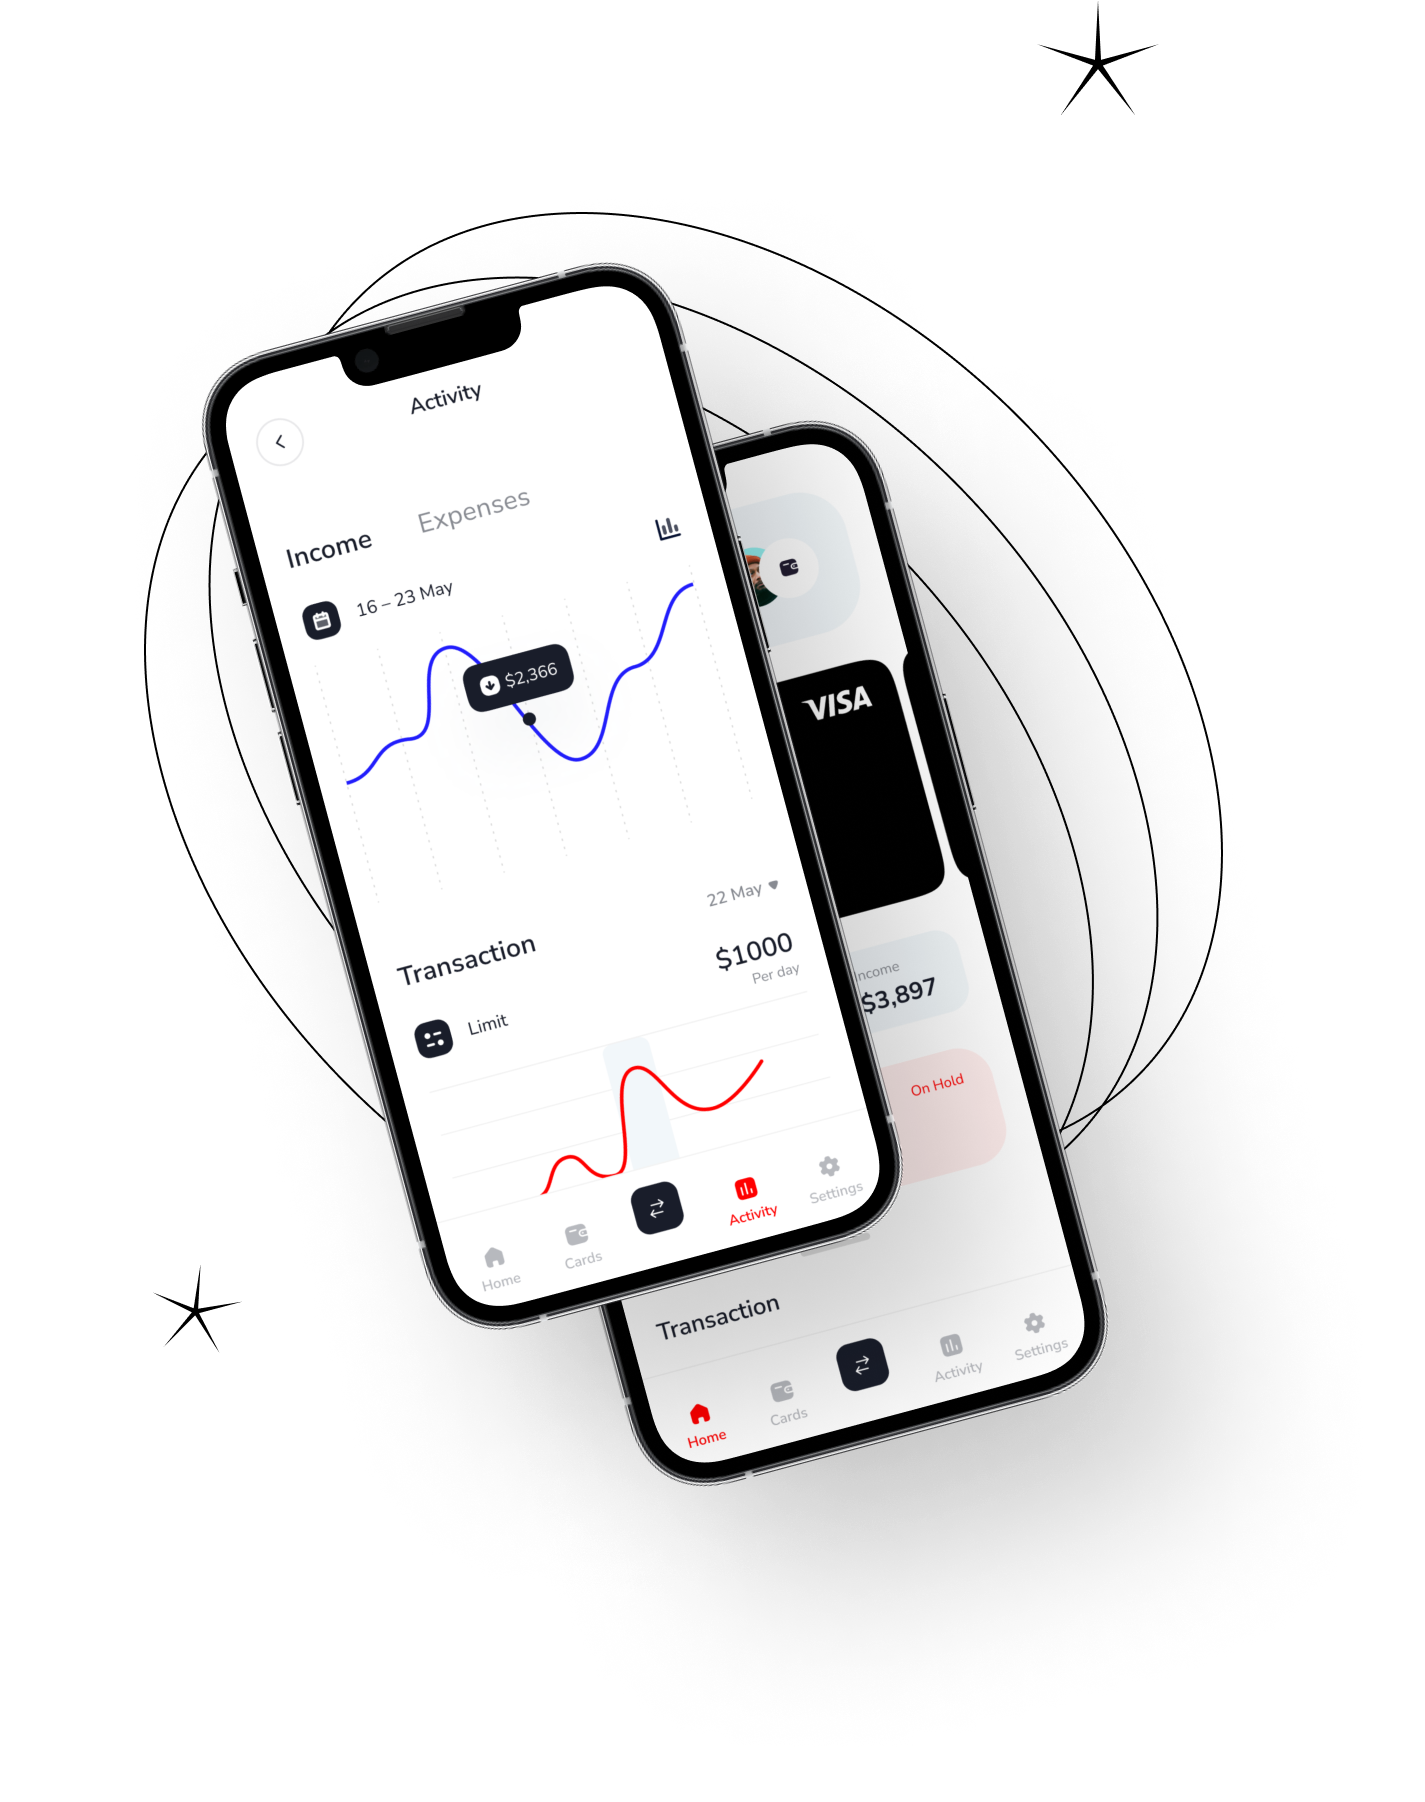 Activity
Income
Expenses
16 – 23 May
$2,366
22 May
Transaction
$1000
Per day
Limit
Home
Cards
Activity
Settings
VISA
Income
$3,897
On Hold
Transaction
Home
Cards
Activity
Settings